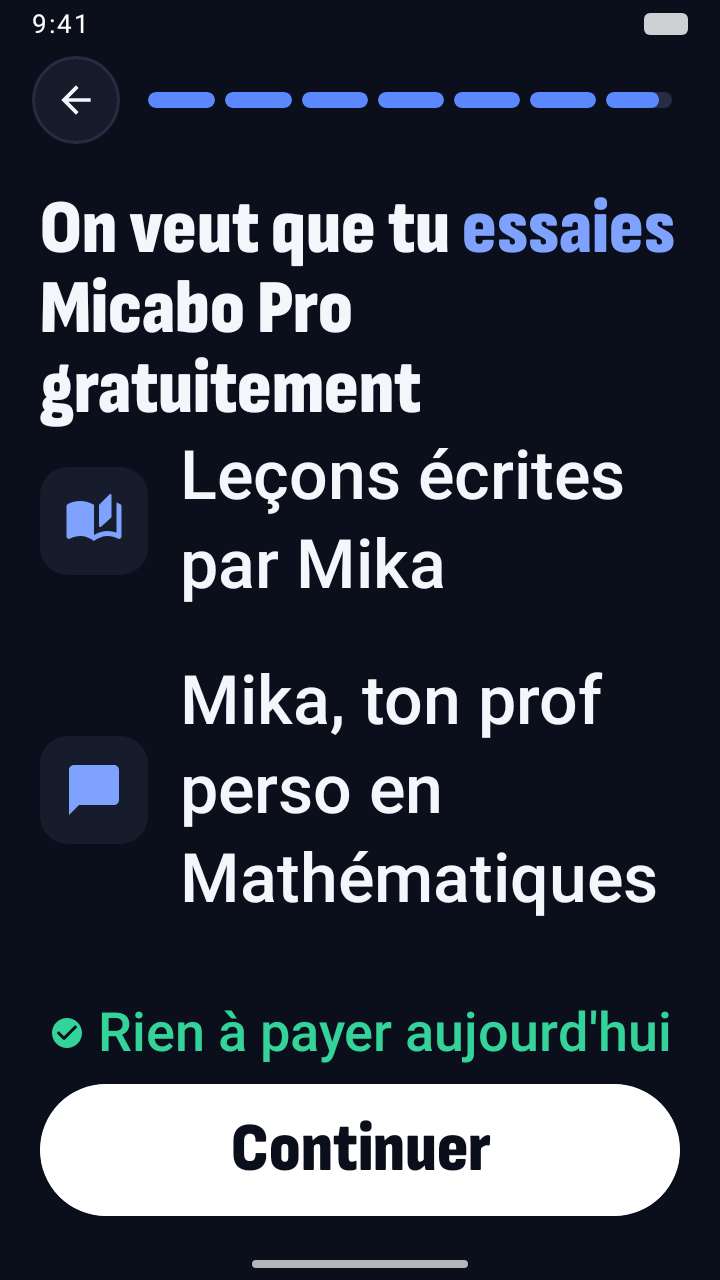 9:41
On veut que tu essaies
Micabo Pro
gratuitement
Leçons écrites
par Mika
Mika, ton prof
perso en
Mathématiques
Rien à payer aujourd'hui
Continuer